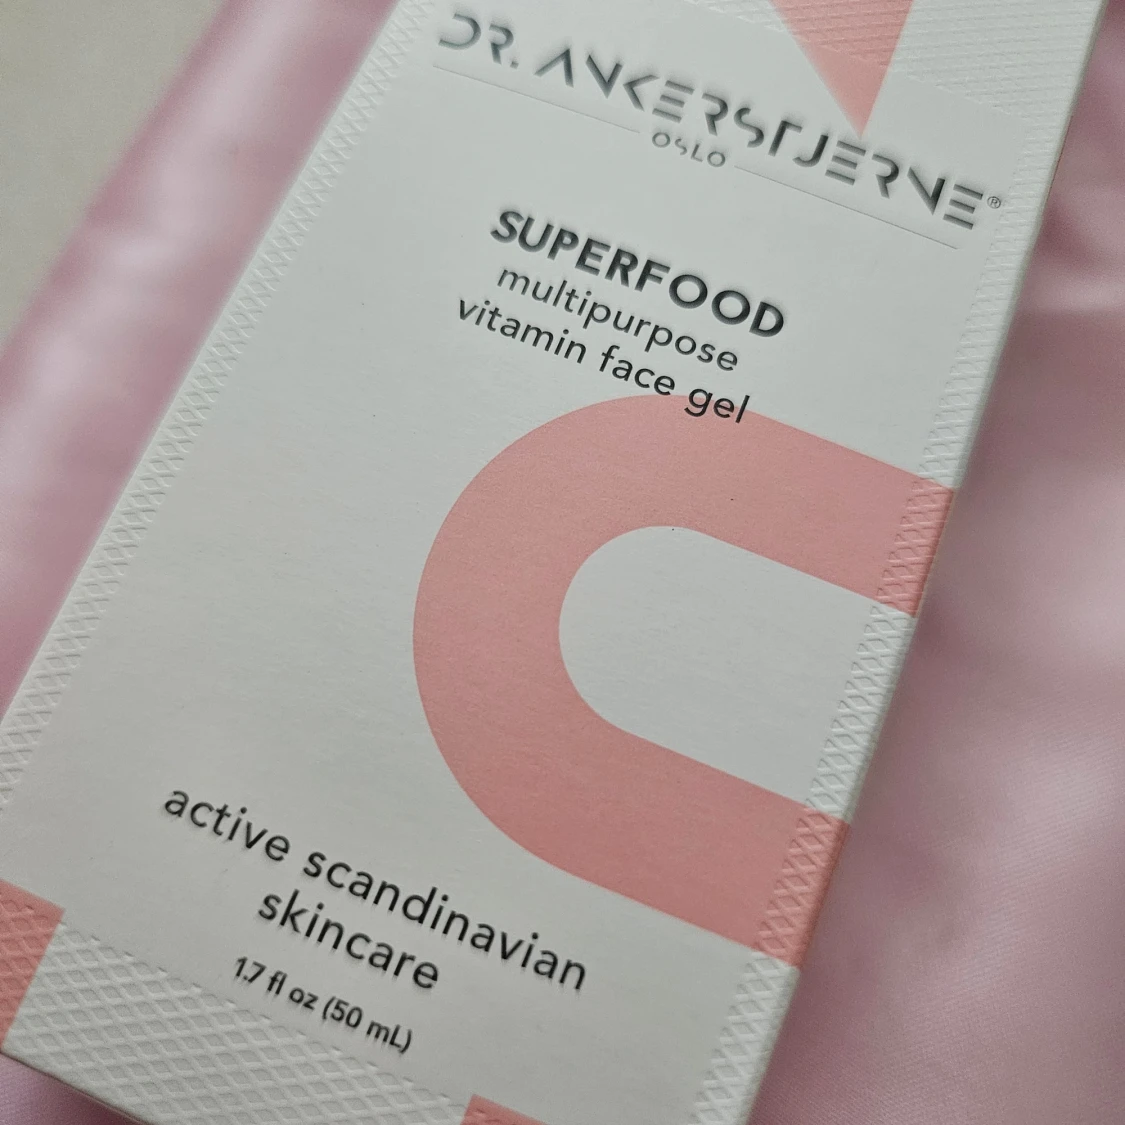 DR. ANKERSTJERNE®
OSLO
SUPERFOOD
multipurpose
vitamin face gel
active scandinavian
skincare
1.7 fl oz (50 mL)